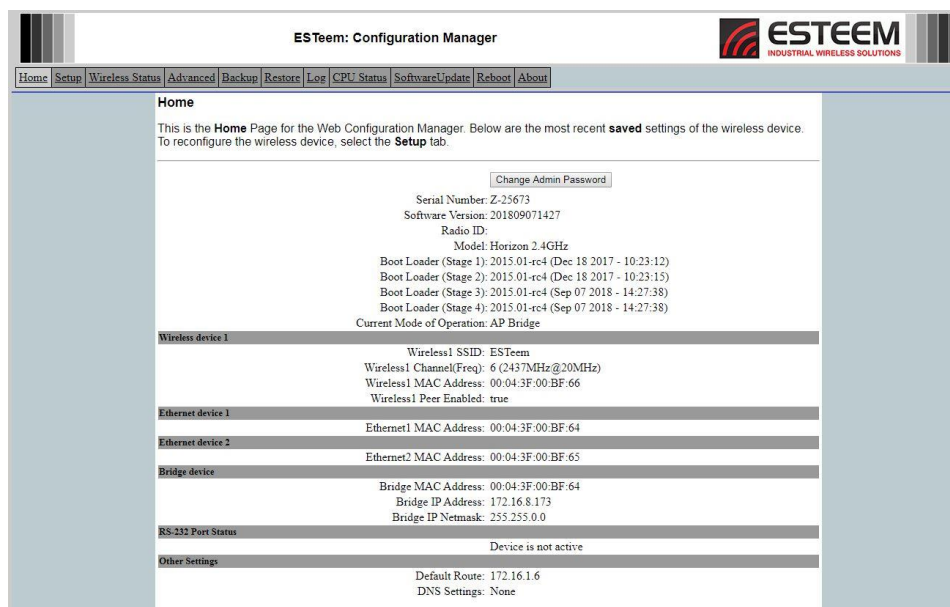 ESTeem: Configuration Manager
ESTEEM
INDUSTRIAL WIRELESS SOLUTIONS
Home Setup Wireless Status Advanced Backup Restore Log CPU Status SoftwareUpdate Reboot About
Home
This is the Home Page for the Web Configuration Manager. Below are the most recent saved settings of the wireless device.
To reconfigure the wireless device, select the Setup tab.
Change Admin Password
Serial Number: Z-25673
Software Version: 201809071427
Radio ID:
Model: Horizon 2.4GHz
Boot Loader (Stage 1): 2015.01-rc4 (Dec 18 2017 - 10:23:12)
Boot Loader (Stage 2): 2015.01-rc4 (Dec 18 2017 - 10:23:15)
Boot Loader (Stage 3): 2015.01-rc4 (Sep 07 2018 - 14:27:38)
Boot Loader (Stage 4): 2015.01-rc4 (Sep 07 2018 - 14:27:38)
Current Mode of Operation: AP Bridge
Wireless device 1
Wireless1 SSID: ESTeem
Wireless1 Channel(Freq): 6 (2437MHz@20MHz)
Wireless1 MAC Address: 00:04:3F:00:BF:66
Wireless1 Peer Enabled: true
Ethernet device 1
Ethernet1 MAC Address: 00:04:3F:00:BF:64
Ethernet device 2
Ethernet2 MAC Address: 00:04:3F:00:BF:65
Bridge device
Bridge MAC Address: 00:04:3F:00:BF:64
Bridge IP Address: 172.16.8.173
Bridge IP Netmask: 255.255.0.0
RS-232 Port Status
Device is not active
Other Settings
Default Route: 172.16.1.6
DNS Settings: None